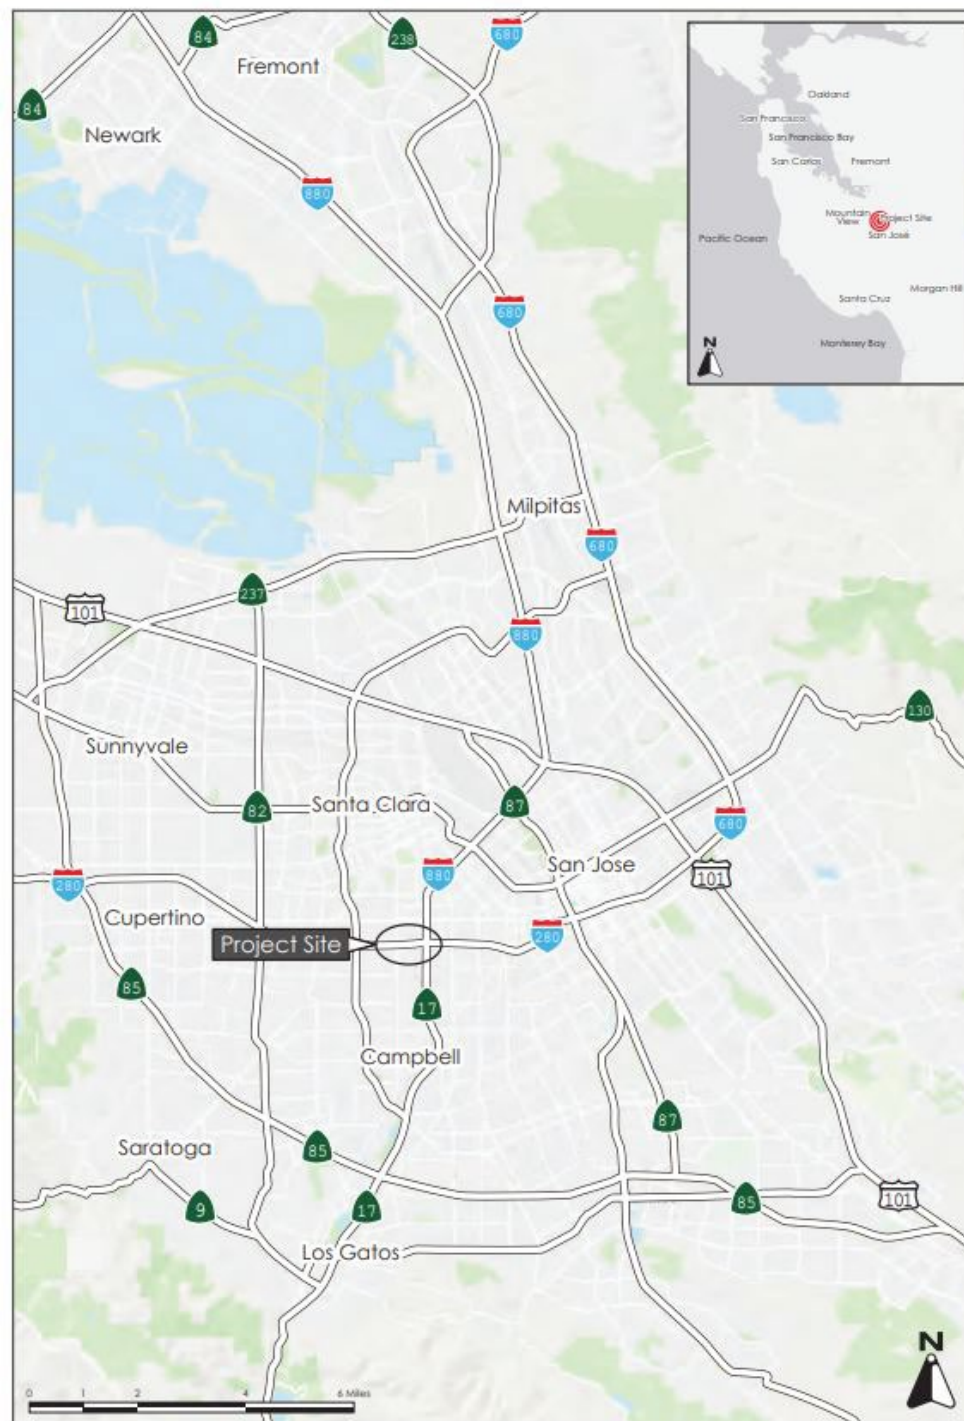 84
238
680
Fremont
84
Newark
880
680
Milpitas
680
237
101
880
130
Sunnyvale
82
Santa Clara
87
680
San Jose
880
101
280
Cupertino
280
Project Site
85
17
Campbell
87
Saratoga
85
85
101
9
17
Los Gatos
N
0 1 2 4 6 Miles
Oakland
San Francisco
San Francisco Bay
San Carlos
Fremont
Mountain
View
Project Site
San José
Pacific Ocean
Morgan Hill
Santa Cruz
Monterey Bay
N